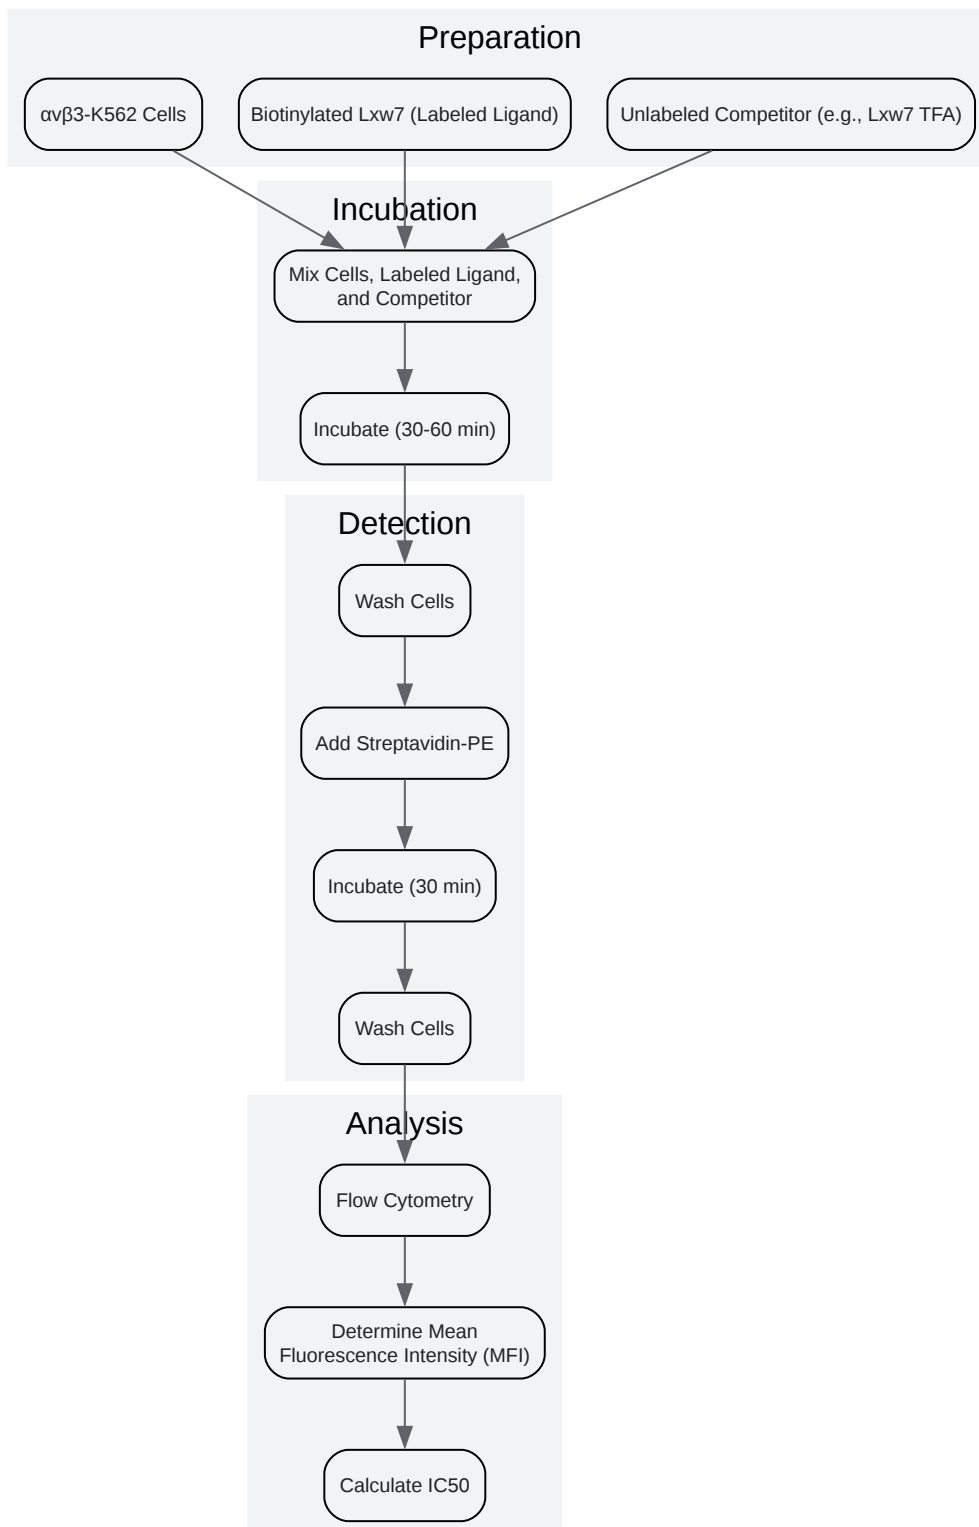 Preparation
αvβ3-K562 Cells
Biotinylated Lxw7 (Labeled Ligand)
Unlabeled Competitor (e.g., Lxw7 TFA)
Incubation
Mix Cells, Labeled Ligand,
and Competitor
Incubate (30-60 min)
Detection
Wash Cells
Add Streptavidin-PE
Incubate (30 min)
Wash Cells
Analysis
Flow Cytometry
Determine Mean
Fluorescence Intensity (MFI)
Calculate IC50